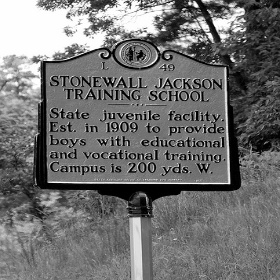 L 49
STONEWALL JACKSON
TRAINING SCHOOL
State juvenile facility.
Est. in 1909 to provide
boys with educational
and vocational training.
Campus is 200 yds. W.